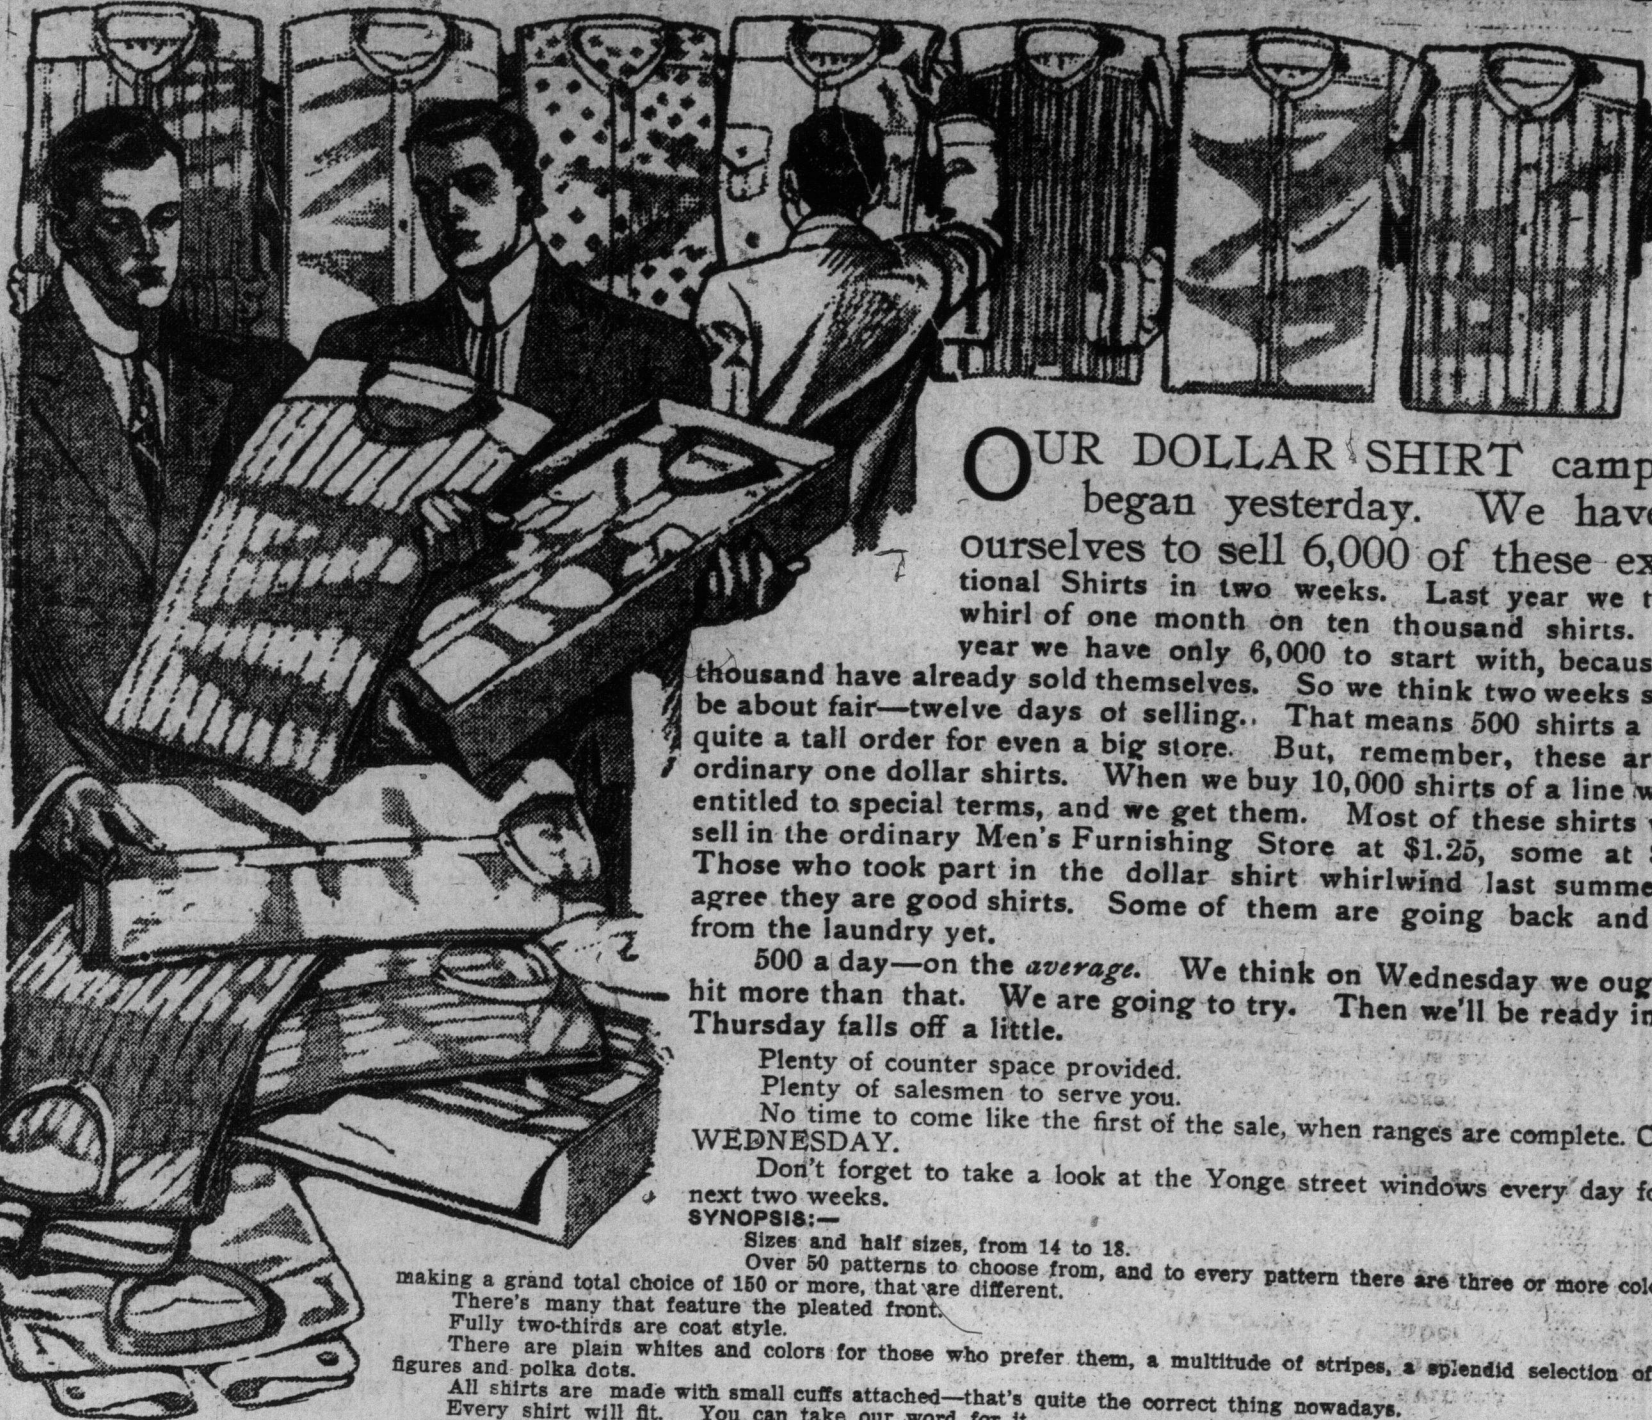 OUR DOLLAR SHIRT camp
began yesterday. We have
ourselves to sell 6,000 of these ex
tional Shirts in two weeks. Last year we t
whirl of one month on ten thousand shirts.
year we have only 6,000 to start with, becaus
thousand have already sold themselves. So we think two weeks s
be about fair—twelve days of selling.. That means 500 shirts a
quite a tall order for even a big store. But, remember, these ar
ordinary one dollar shirts. When we buy 10,000 shirts of a line w
entitled to special terms, and we get them. Most of these shirts
sell in the ordinary Men's Furnishing Store at $1.25, some at
Those who took part in the dollar shirt whirlwind last summe
agree they are good shirts. Some of them are going back and
from the laundry yet.
500 a day—on the average. We think on Wednesday we oug
hit more than that. We are going to try. Then we'll be ready in
Thursday falls off a little.
Plenty of counter space provided.
Plenty of salesmen to serve you.
No time to come like the first of the sale, when ranges are complete. C
WEDNESDAY.
Don't forget to take a look at the Yonge street windows every day fo
next two weeks.
SYNOPSIS:—
Sizes and half sizes, from 14 to 18.
Over 50 patterns to choose from, and to every pattern there are three or more colo
making a grand total choice of 150 or more, that are different.
There's many that feature the pleated front.
Fully two-thirds are coat style.
There are plain whites and colors for those who prefer them, a multitude of stripes, a splendid selection of
figures and polka dots.
All shirts are made with small cuffs attached—that's quite the correct thing nowadays.
Every shirt will fit. You can take our word for it